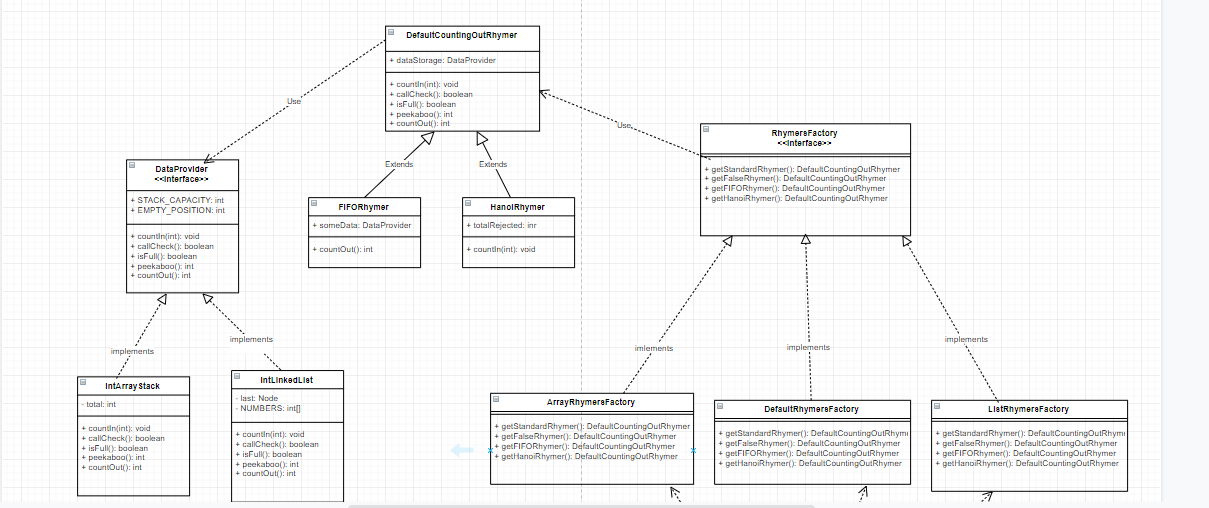 DefaultCountingOutRhymer
+ dataStorage: DataProvider
+ countIn(int): void
+ callCheck(): boolean
+ isFull(): boolean
+ peekaboo(): int
+ countOut(): int
Use
Use
RhymersFactory
<<Interface>>
+ getStandardRhymer(): DefaultCountingOutRhymer
+ getFalseRhymer(): DefaultCountingOutRhymer
+ getFIFORhymer(): DefaultCountingOutRhymer
+ getHanoiRhymer(): DefaultCountingOutRhymer
DataProvider
<<Interface>>
+ STACK_CAPACITY: int
+ EMPTY_POSITION: int
+ countIn(): void
+ callCheck(): boolean
+ isFull(): boolean
+ peekaboo(): int
+ countOut(): int
Extends
Extends
FIFORhymer
+ someData: DataProvider
+ countOut(): int
HanoiRhymer
+ totalRejected: inr
+ countIn(): void
implements
implements
imlements
implements
implements
IntArrayStack
- total: int
+ countIn(): void
+ callCheck(): boolean
+ isFull(): boolean
+ peekaboo(): int
+ countOut(): int
IntLinkedList
- last: Node
- NUMBERS: int[]
+ countIn(): void
+ callCheck(): boolean
+ isFull(): boolean
+ peekaboo(): int
+ countOut(): int
ArrayRhymersFactory
+ getStandardRhymer(): DefaultCountingOutRhymer
+ getFalseRhymer(): DefaultCountingOutRhymer
+ getFIFORhymer(): DefaultCountingOutRhymer
+ getHanoiRhymer(): DefaultCountingOutRhymer
DefaultRhymersFactory
+ getStandardRhymer(): DefaultCountingOutRhym
+ getFalseRhymer(): DefaultCountingOutRhymer
+ getFIFORhymer(): DefaultCountingOutRhymer
+ getHanoiRhymer(): DefaultCountingOutRhymer
ListRhymersFactory
+ getStandardRhymer(): DefaultCountingOutRhym
+ getFalseRhymer(): DefaultCountingOutRhymer
+ getFIFORhymer(): DefaultCountingOutRhymer
+ getHanoiRhymer(): DefaultCountingOutRhymer